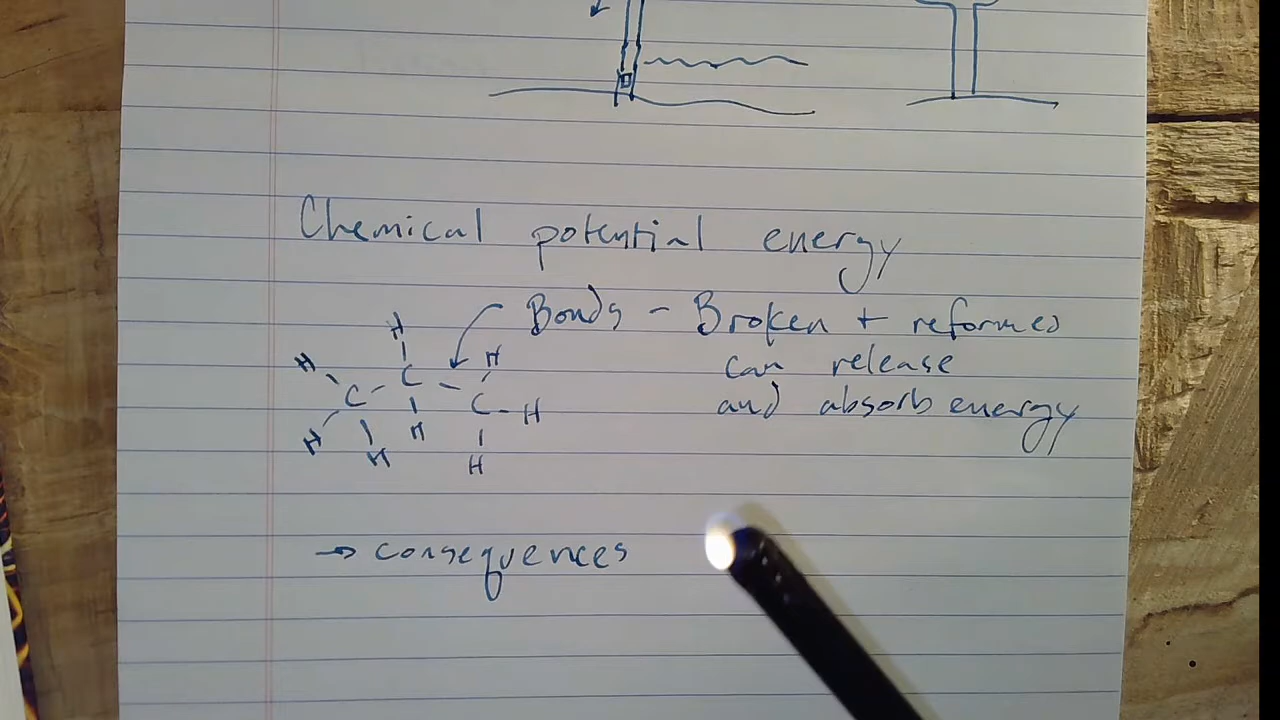 Chemical potential energy
Bonds - Broken + reformed
can release
and absorb energy
H
H H
C C
C - H
H H H H
→ consequences